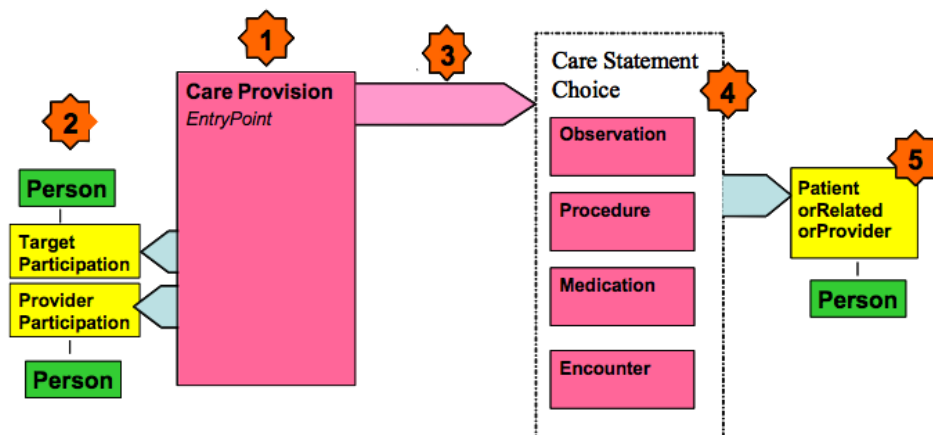 1
2
3
Care Provision
EntryPoint
Person
Target
Participation
Provider
Participation
Person
Care Statement
Choice
4
Observation
Procedure
Medication
Encounter
5
Patient
orRelated
orProvider
Person